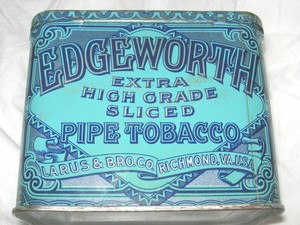 EDGEWORTH
EXTRA
HIGH GRADE
SLICED
PIPE TOBACCO
LARUS & BRO. CO. RICHMOND, VA. U.S.A.